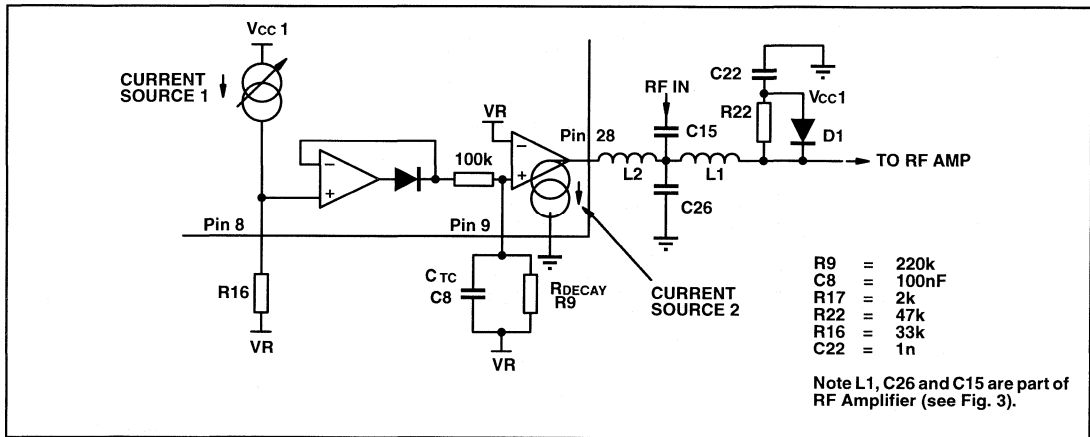 Vcc 1
CURRENT
SOURCE 1
Pin 8
R16
VR
−
+
100k
Pin 9
CTC
C8
RDECAY
R9
VR
VR
−
+
Pin 28
CURRENT
SOURCE 2
L2
RF IN
C15
C26
L1
C22
R22
Vcc1
D1
TO RF AMP
R9 = 220k
C8 = 100nF
R17 = 2k
R22 = 47k
R16 = 33k
C22 = 1n
Note L1, C26 and C15 are part of
RF Amplifier (see Fig. 3).